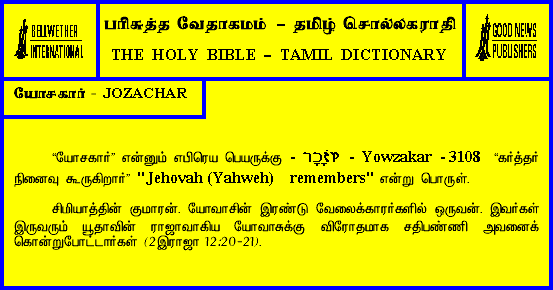 BELLWETHER
INTERNATIONAL
பரிசுத்த வேதாகமம் – தமிழ் சொல்லகராதி
THE HOLY BIBLE – TAMIL DICTIONARY
GOOD NEWS
PUBLISHERS
யோசகார் - JOZACHAR
“யோசகார்” என்னும் எபிரெய பெயருக்கு - - Yowzakar - 3108 “கர்த்தர்
நினைவு கூருகிறார்” "Jehovah (Yahweh) remembers" என்று பொருள்.
சிமியாத்தின் குமாரன். யோவாசின் இரண்டு வேலைக்காரர்களில் ஒருவன். இவர்கள்
இருவரும் யூதாவின் ராஜாவாகிய யோவாசுக்கு விரோதமாக சதிபண்ணி அவனைக்
கொன்றுபோட்டார்கள் (2இராஜா 12:20-21).